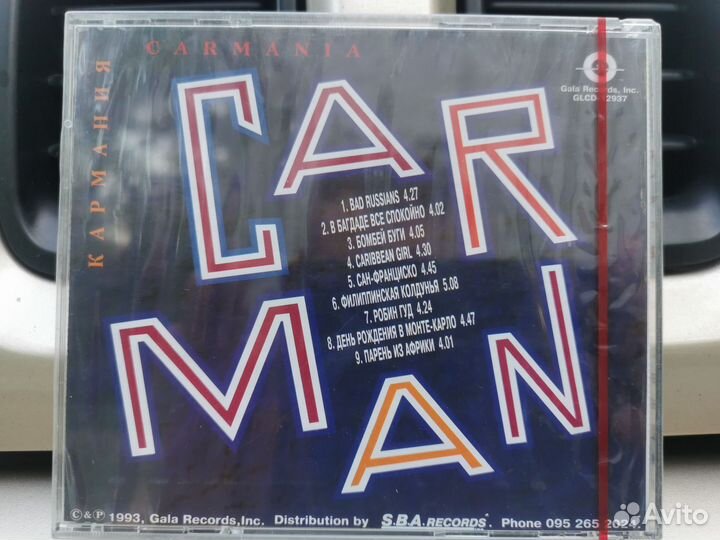 CARMANIA
КАРМАНИЯ
Gala Records, Inc.
CAR
MAN
1. BAD RUSSIANS 4.27
2. В БАГДАДЕ ВСЕ СПОКОЙНО 4.02
3. БОМБЕЙ БУГИ 4.05
4. CARIBBEAN GIRL 4.30
5. САН-ФРАНЦИСКО 4.45
6. ФИЛИППИНСКАЯ КОЛДУНЬЯ 5.08
7. РОБИН ГУД 4.24
8. ДЕНЬ РОЖДЕНИЯ В МОНТЕ-КАРЛО 4.47
9. ПАРЕНЬ ИЗ АФРИКИ 4.01
©&℗ 1993, Gala Records,Inc. Distribution by S.B.A. RECORDS. Phone 095 265 2024.
Avito